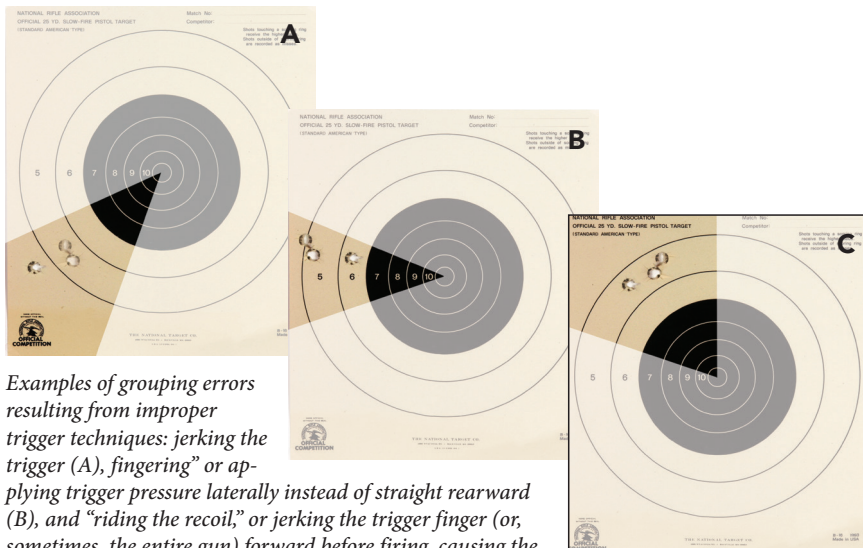 NATIONAL RIFLE ASSOCIATION
OFFICIAL 25 YD. SLOW-FIRE PISTOL TARGET
(STANDARD AMERICAN TYPE)
Match No:
Competitor:
A
5 6 7 8 9 10
OFFICIAL
COMPETITION
THE NATIONAL TARGET CO.
NATIONAL RIFLE ASSOCIATION
OFFICIAL 25 YD. SLOW-FIRE PISTOL TARGET
(STANDARD AMERICAN TYPE)
Match No:
Competitor:
B
5 6 7 8 9 10
OFFICIAL
COMPETITION
THE NATIONAL TARGET CO.
NATIONAL RIFLE ASSOCIATION
OFFICIAL 25 YD. SLOW-FIRE PISTOL TARGET
(STANDARD AMERICAN TYPE)
Match No:
Competitor:
C
5 6 7 8 9 10
OFFICIAL
COMPETITION
THE NATIONAL TARGET CO.
Made in USA
Examples of grouping errors
resulting from improper
trigger techniques: jerking the
trigger (A), fingering” or ap-
plying trigger pressure laterally instead of straight rearward
(B), and “riding the recoil,” or jerking the trigger finger (or,
sometimes, the entire gun) forward before firing, causing the